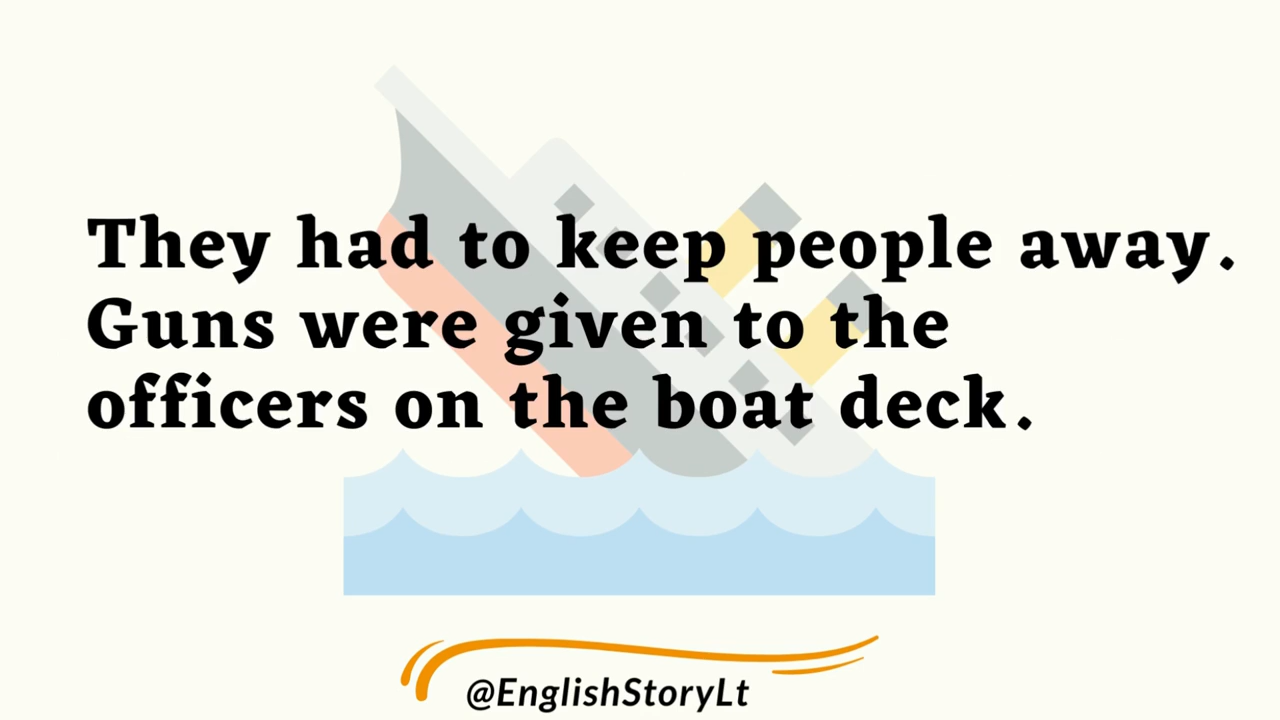 They had to keep people away.
Guns were given to the
officers on the boat deck.
@EnglishStoryLt